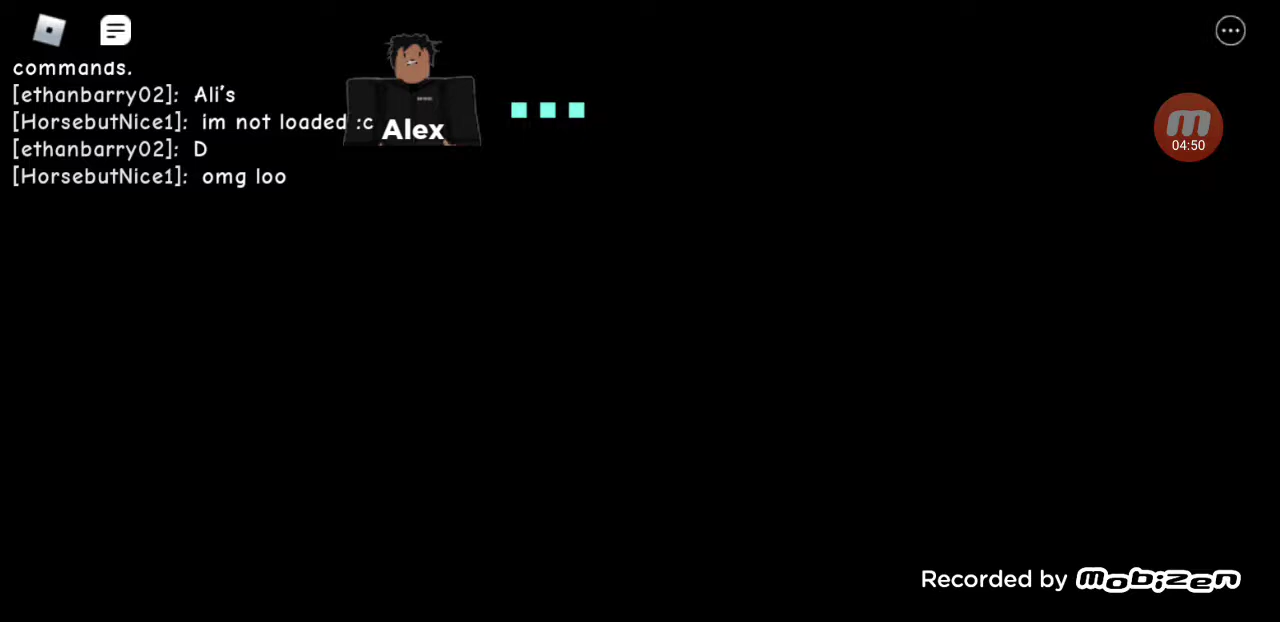 commands.
[ethanbarry02]: Ali's
[HorsebutNice1]: im not loaded :c
Alex
[ethanbarry02]: D
[HorsebutNice1]: omg loo
04:50
Recorded by mobizen